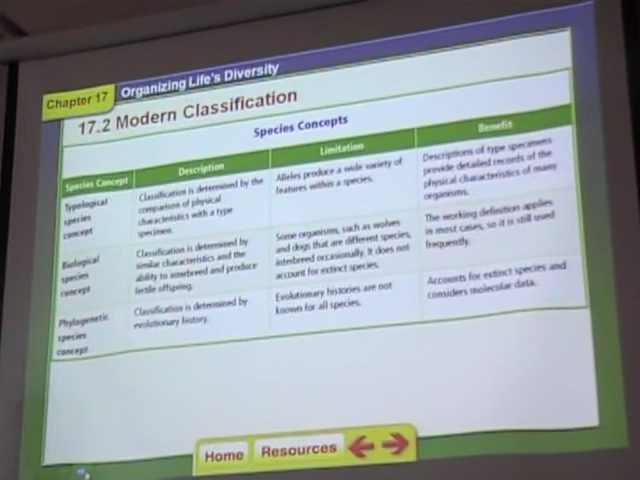 Chapter 17
Organizing Life's Diversity
17.2 Modern Classification
Species Concepts
Species Concept
Description
Limitation
Benefit
Typological
species
concept
Classification is determined by the
comparison of physical
characteristics with a type
specimen.
Alleles produce a wide variety of
features within a species.
Descriptions of type specimens
provide detailed records of the
physical characteristics of many
organisms.
Biological
species
concept
Classification is determined by
similar characteristics and the
ability to interbreed and produce
fertile offspring.
Some organisms, such as wolves
and dogs that are different species,
interbreed occasionally. It does not
account for extinct species.
The working definition applies
in most cases, so it is still used
frequently.
Phylogenetic
species
concept
Classification is determined by
evolutionary history.
Evolutionary histories are not
known for all species.
Accounts for extinct species and
considers molecular data.
Home
Resources